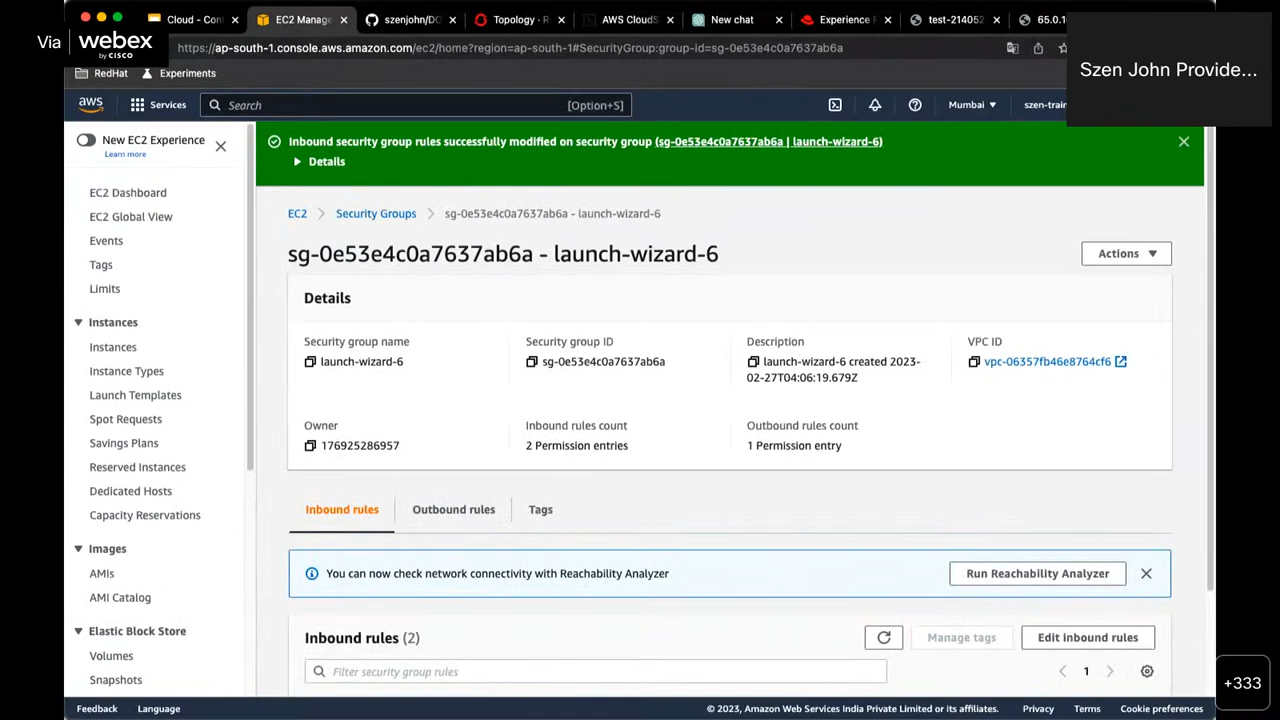 Via webex by CISCO
Cloud - Con
EC2 Manage
szenjohn/DO
Topology - R
AWS CloudS
New chat
Experience F
test-214052
65.0.1
https://ap-south-1.console.aws.amazon.com/ec2/home?region=ap-south-1#SecurityGroup:group-id=sg-0e53e4c0a7637ab6a
Szen John Provide...
RedHat
Experiments
aws
Services
Search
[Option+S]
Mumbai
szen-train
New EC2 Experience
Learn more
Inbound security group rules successfully modified on security group (sg-0e53e4c0a7637ab6a | launch-wizard-6)
Details
EC2 Dashboard
EC2 Global View
Events
Tags
Limits
Instances
Instances
Instance Types
Launch Templates
Spot Requests
Savings Plans
Reserved Instances
Dedicated Hosts
Capacity Reservations
Images
AMIs
AMI Catalog
Elastic Block Store
Volumes
Snapshots
EC2
Security Groups
sg-0e53e4c0a7637ab6a - launch-wizard-6
sg-0e53e4c0a7637ab6a - launch-wizard-6
Actions
Details
Security group name
launch-wizard-6
Security group ID
sg-0e53e4c0a7637ab6a
Description
launch-wizard-6 created 2023-
02-27T04:06:19.679Z
VPC ID
vpc-06357fb46e8764cf6
Owner
176925286957
Inbound rules count
2 Permission entries
Outbound rules count
1 Permission entry
Inbound rules
Outbound rules
Tags
You can now check network connectivity with Reachability Analyzer
Run Reachability Analyzer
Inbound rules (2)
Manage tags
Edit inbound rules
Filter security group rules
1
+333
Feedback
Language
© 2023, Amazon Web Services India Private Limited or its affiliates.
Privacy
Terms
Cookie preferences